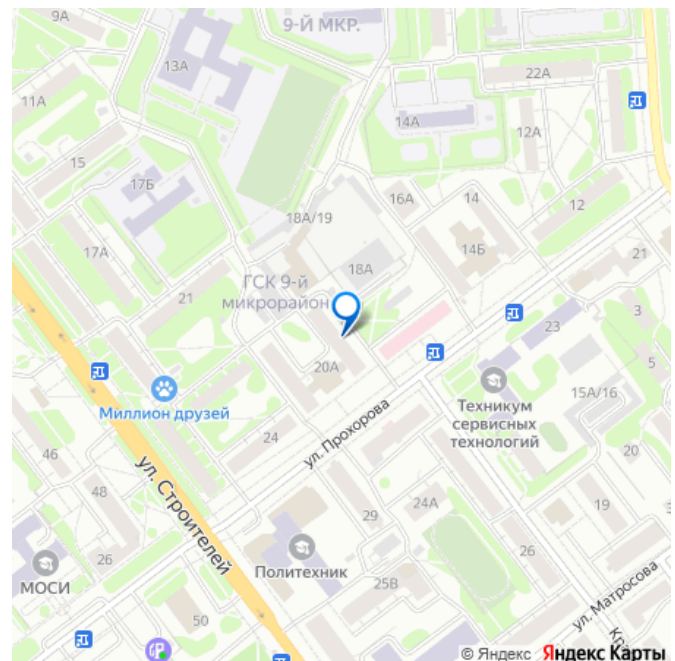 9А
9-Й МКР.
13А
22А
11А
14А
12А
15
17Б
16А
14
12
18А/19
17А
14Б
21
18А
ГСК 9-й
микрорайон
21
3
23
5
20А
Миллион друзей
Техникум
сервисных
технологий
15А/16
24
ул. Прохорова
46
20
48
ул. Строителей
24А
19
29
26
МОСИ
26
Политехник
25В
ул. Матросова
50
Кр
© Яндекс Яндекс Карты